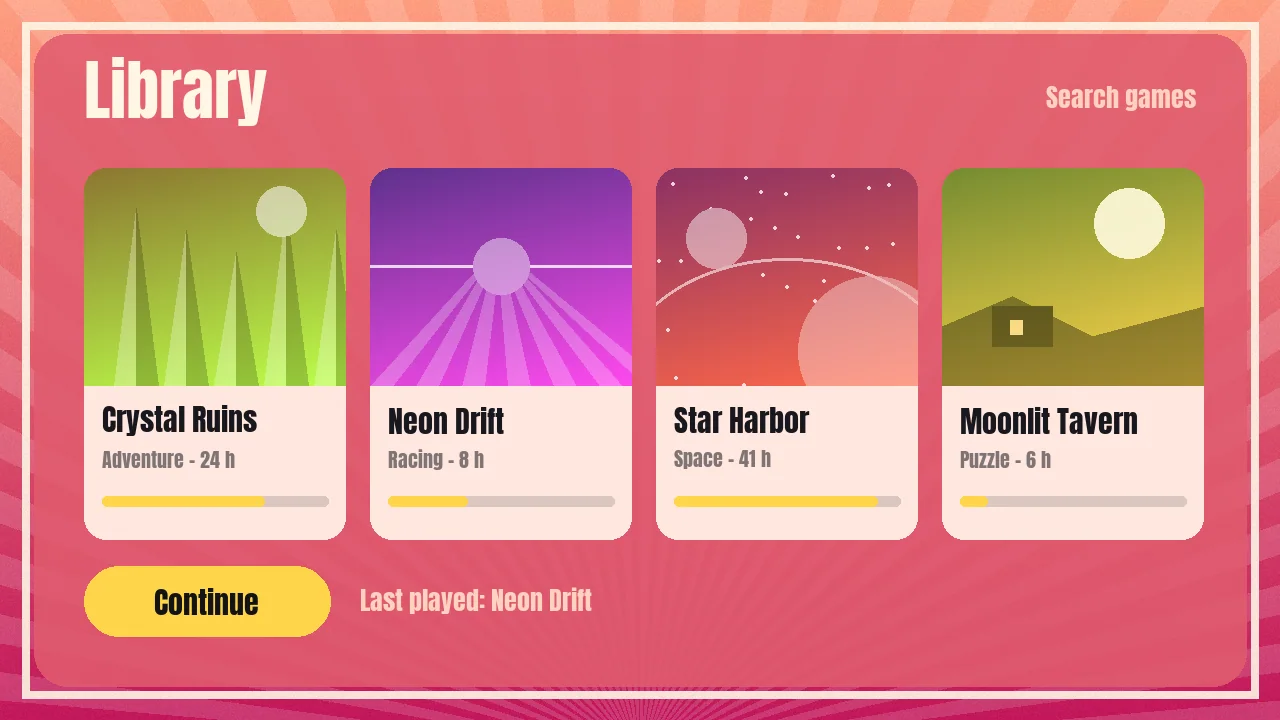 Library
Search games
Crystal Ruins
Adventure - 24 h
Neon Drift
Racing - 8 h
Star Harbor
Space - 41 h
Moonlit Tavern
Puzzle - 6 h
Continue
Last played: Neon Drift